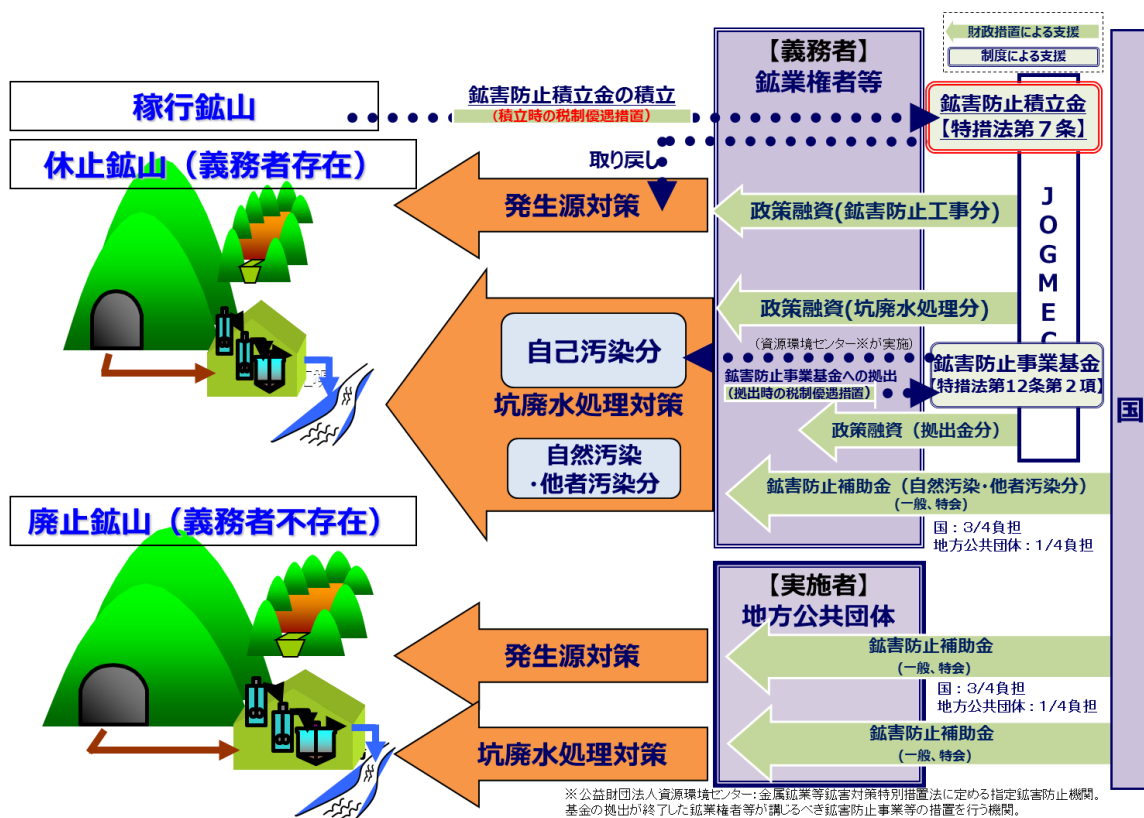 財政措置による支援
制度による支援
【義務者】
鉱業権者等
稼行鉱山
鉱害防止積立金の積立
(積立時の税制優遇措置)
鉱害防止積立金
【特措法第７条】
取り戻し
休止鉱山（義務者存在）
発生源対策
政策融資(鉱害防止工事分)
JOGMEC
国
政策融資(坑廃水処理分)
(資源環境センター※が実施)
自己汚染分
鉱害防止事業基金への拠出
(拠出時の税制優遇措置)
鉱害防止事業基金
【特措法第12条第２項】
坑廃水処理対策
政策融資（拠出金分）
自然汚染
・他者汚染分
鉱害防止補助金（自然汚染・他者汚染分）
(一般、特会)
国：3/4負担
地方公共団体：1/4負担
廃止鉱山（義務者不存在）
【実施者】
地方公共団体
発生源対策
鉱害防止補助金
(一般、特会)
国：3/4負担
地方公共団体：1/4負担
坑廃水処理対策
鉱害防止補助金
(一般、特会)
※公益財団法人資源環境センター：金属鉱業等鉱害対策特別措置法に定める指定鉱害防止機関。
基金の拠出が終了した鉱業権者等が講じるべき鉱害防止事業等の措置を行う機関。